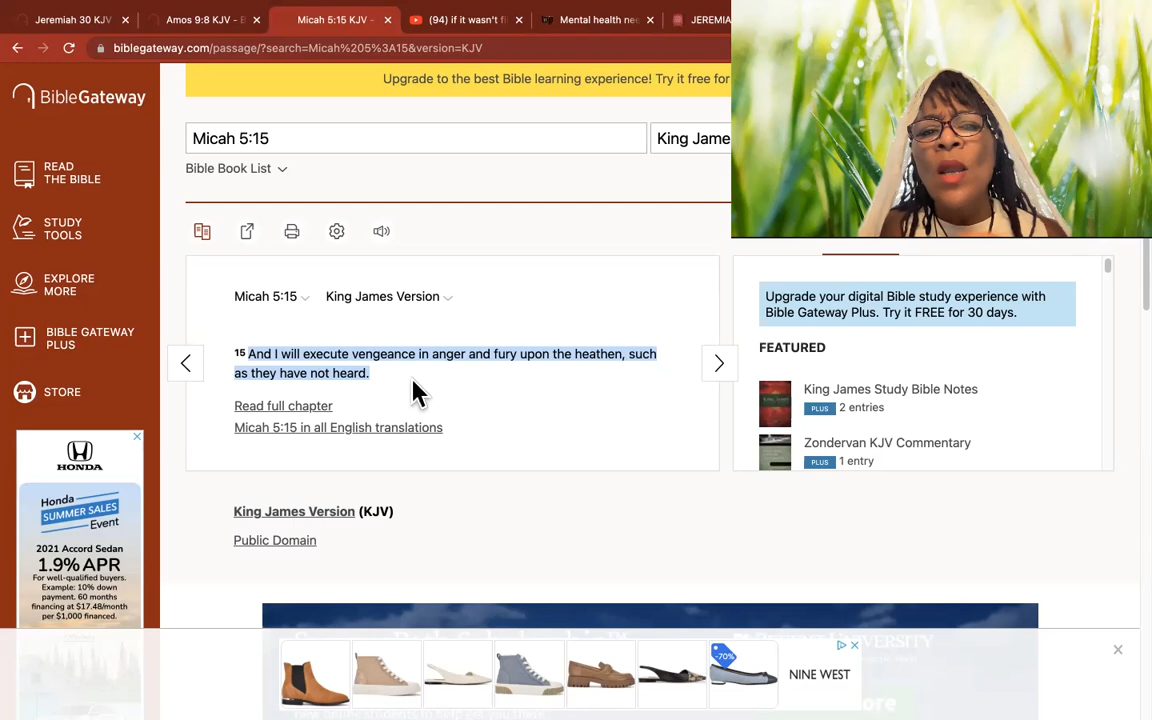 Jeremiah 30 KJV
Amos 9:8 KJV - B
Micah 5:15 KJV -
(94) if it wasn't f
Mental health ne
JEREMIA
biblegateway.com/passage/?search=Micah%205%3A15&version=KJV
Upgrade to the best Bible learning experience! Try it free for
BibleGateway
Micah 5:15
King Jame
Bible Book List
READ
THE BIBLE
STUDY
TOOLS
EXPLORE
MORE
BIBLE GATEWAY
PLUS
STORE
Micah 5:15
King James Version
15 And I will execute vengeance in anger and fury upon the heathen, such
as they have not heard.
Read full chapter
Micah 5:15 in all English translations
Upgrade your digital Bible study experience with
Bible Gateway Plus. Try it FREE for 30 days.
FEATURED
King James Study Bible Notes
PLUS 2 entries
Zondervan KJV Commentary
PLUS 1 entry
HONDA
Honda
SUMMER SALES
Event
2021 Accord Sedan
1.9% APR
For well-qualified buyers.
Example: 10% down
payment. 60 months
financing at $17.48/month
per $1,000 financed.
King James Version (KJV)
Public Domain
-70%
NINE WEST